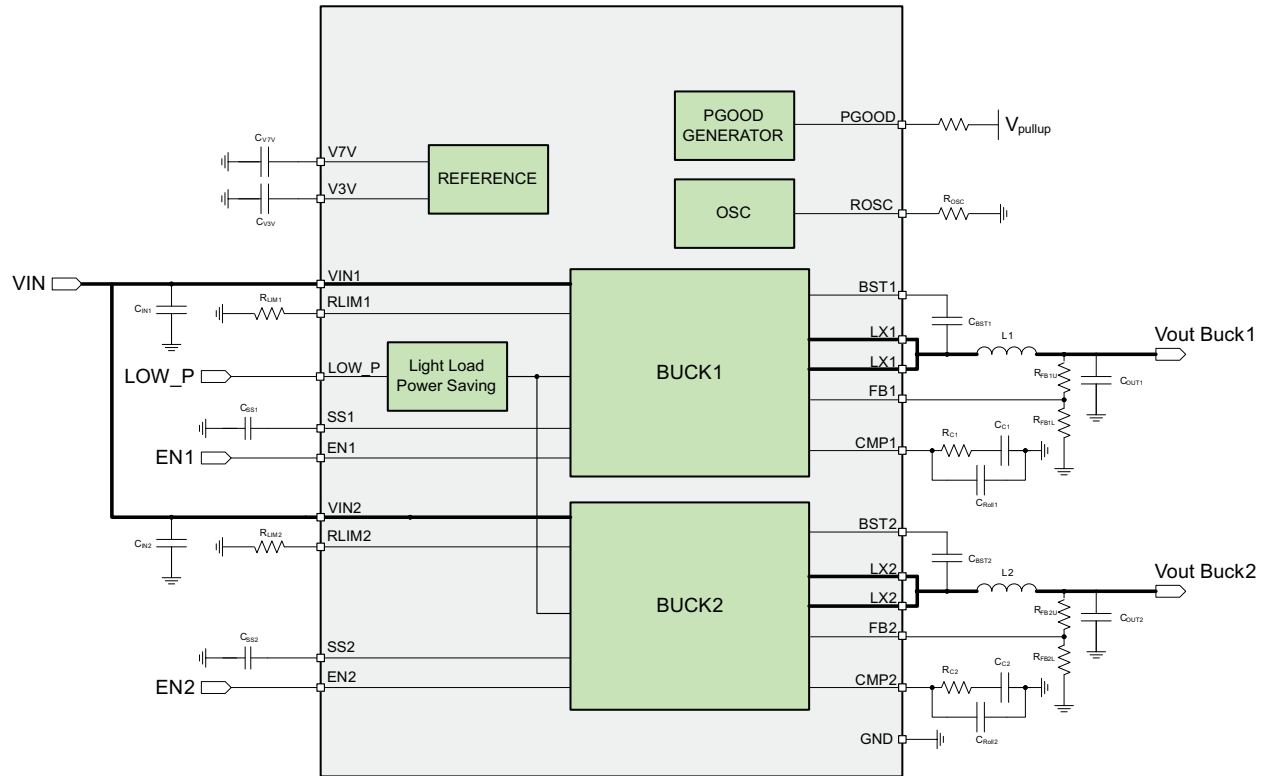 PGOOD
GENERATOR
PGOOD
Vpullup
CV7V
V7V
REFERENCE
V3V
CV3V
OSC
ROSC
ROSC
VIN
VIN1
CIN1
RLIM1
RLIM1
BST1
CBST1
LX1
L1
Vout Buck1
LOW_P
LOW_P
Light Load
Power Saving
BUCK1
LX1
RFB1U
COUT1
FB1
RFB1L
CSS1
SS1
EN1
EN1
CMP1
RC1
CC1
CRoll1
VIN2
CIN2
RLIM2
RLIM2
BST2
CBST2
LX2
L2
Vout Buck2
BUCK2
LX2
RFB2U
COUT2
FB2
RFB2L
CSS2
SS2
EN2
EN2
CMP2
RC2
CC2
CRoll2
GND